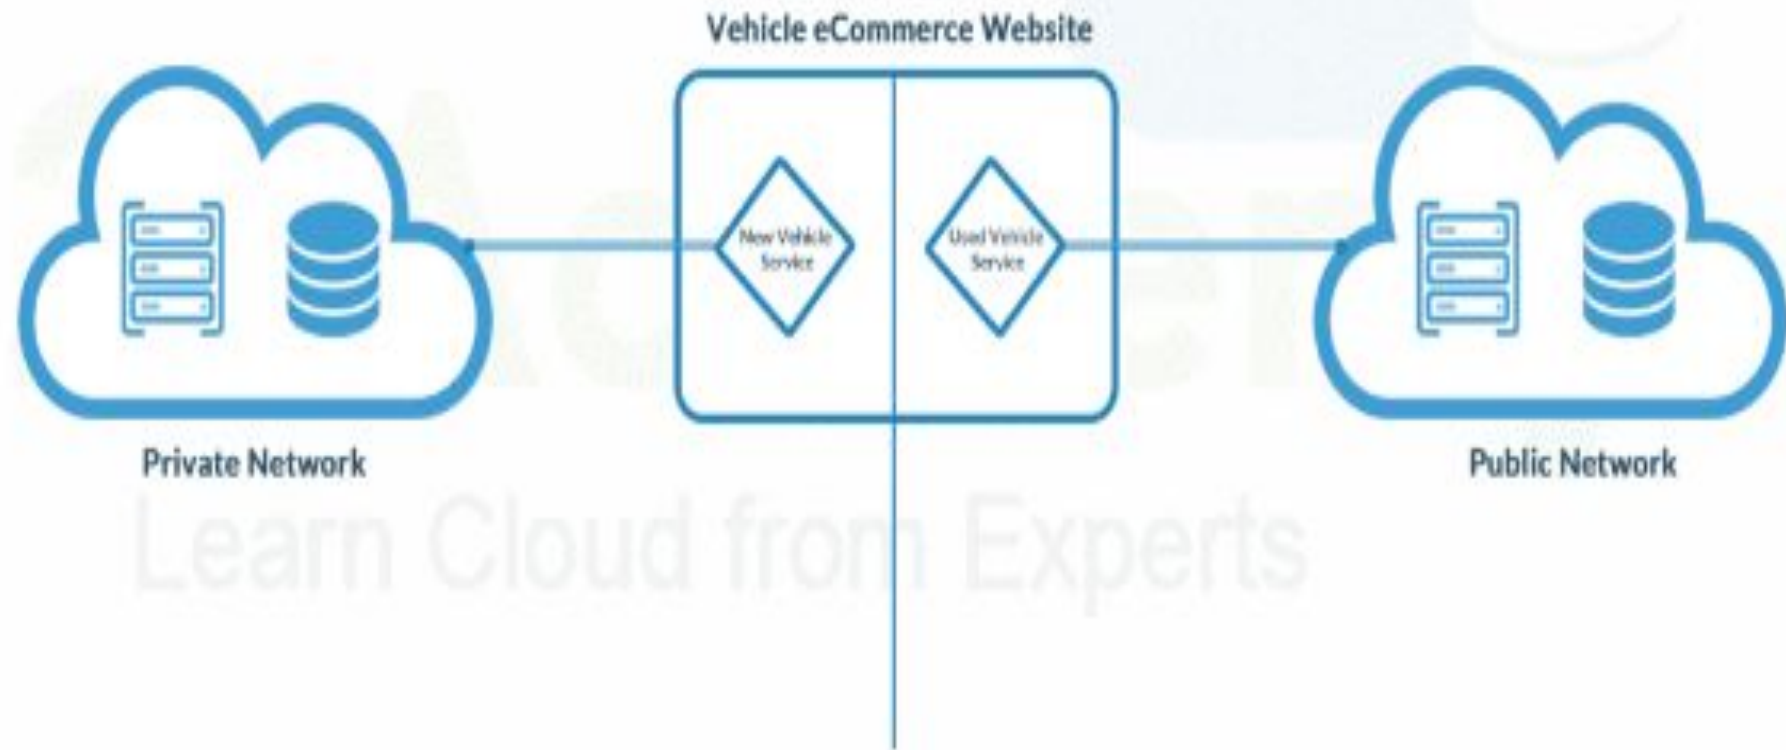 Vehicle eCommerce Website
New Vehicle
Service
Used Vehicle
Service
Private Network
Public Network
Learn Cloud from Experts